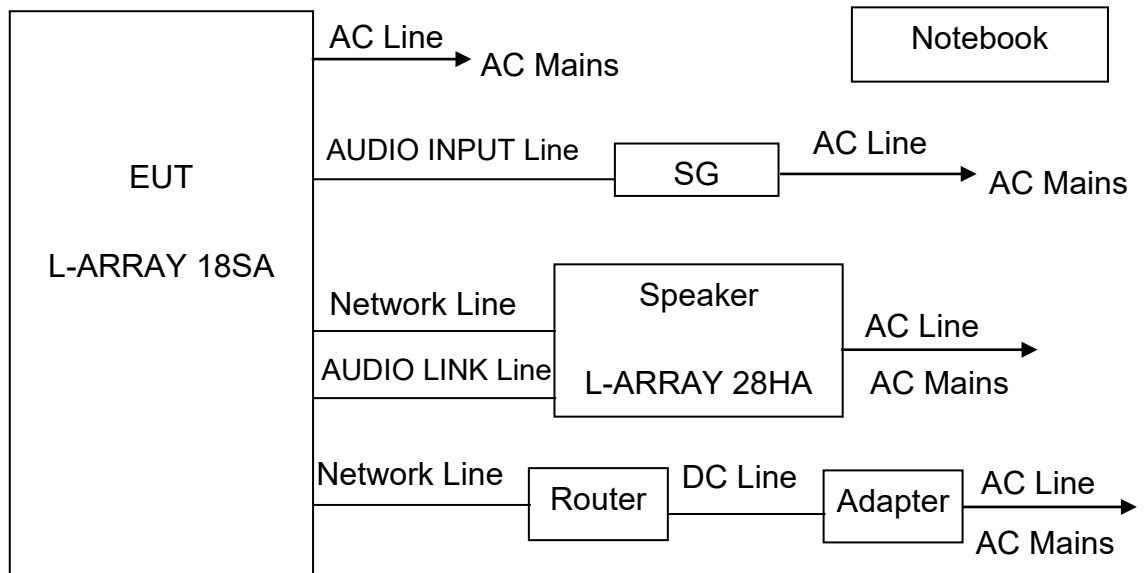 AC Line
AC Mains
Notebook
EUT
L-ARRAY 18SA
AUDIO INPUT Line
SG
AC Line
AC Mains
Network Line
AUDIO LINK Line
Speaker
L-ARRAY 28HA
AC Line
AC Mains
Network Line
Router
DC Line
Adapter
AC Line
AC Mains